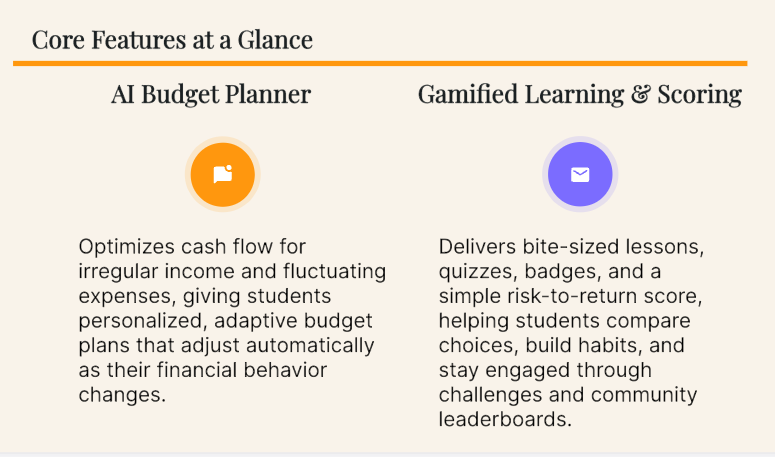 Core Features at a Glance
AI Budget Planner
Optimizes cash flow for
irregular income and fluctuating
expenses, giving students
personalized, adaptive budget
plans that adjust automatically
as their financial behavior
changes.
Gamified Learning & Scoring
Delivers bite-sized lessons,
quizzes, badges, and a
simple risk-to-return score,
helping students compare
choices, build habits, and
stay engaged through
challenges and community
leaderboards.